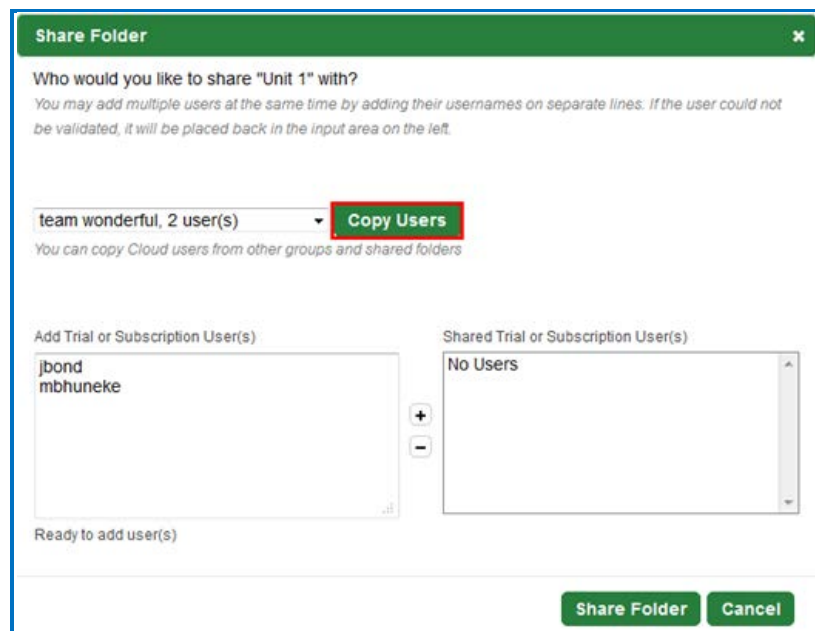 Share Folder
Who would you like to share "Unit 1" with?
You may add multiple users at the same time by adding their usernames on separate lines. If the user could not
be validated, it will be placed back in the input area on the left.
team wonderful, 2 user(s)
Copy Users
You can copy Cloud users from other groups and shared folders
Add Trial or Subscription User(s)
Shared Trial or Subscription User(s)
jbond
mbhuneke
No Users
Ready to add user(s)
Share Folder
Cancel